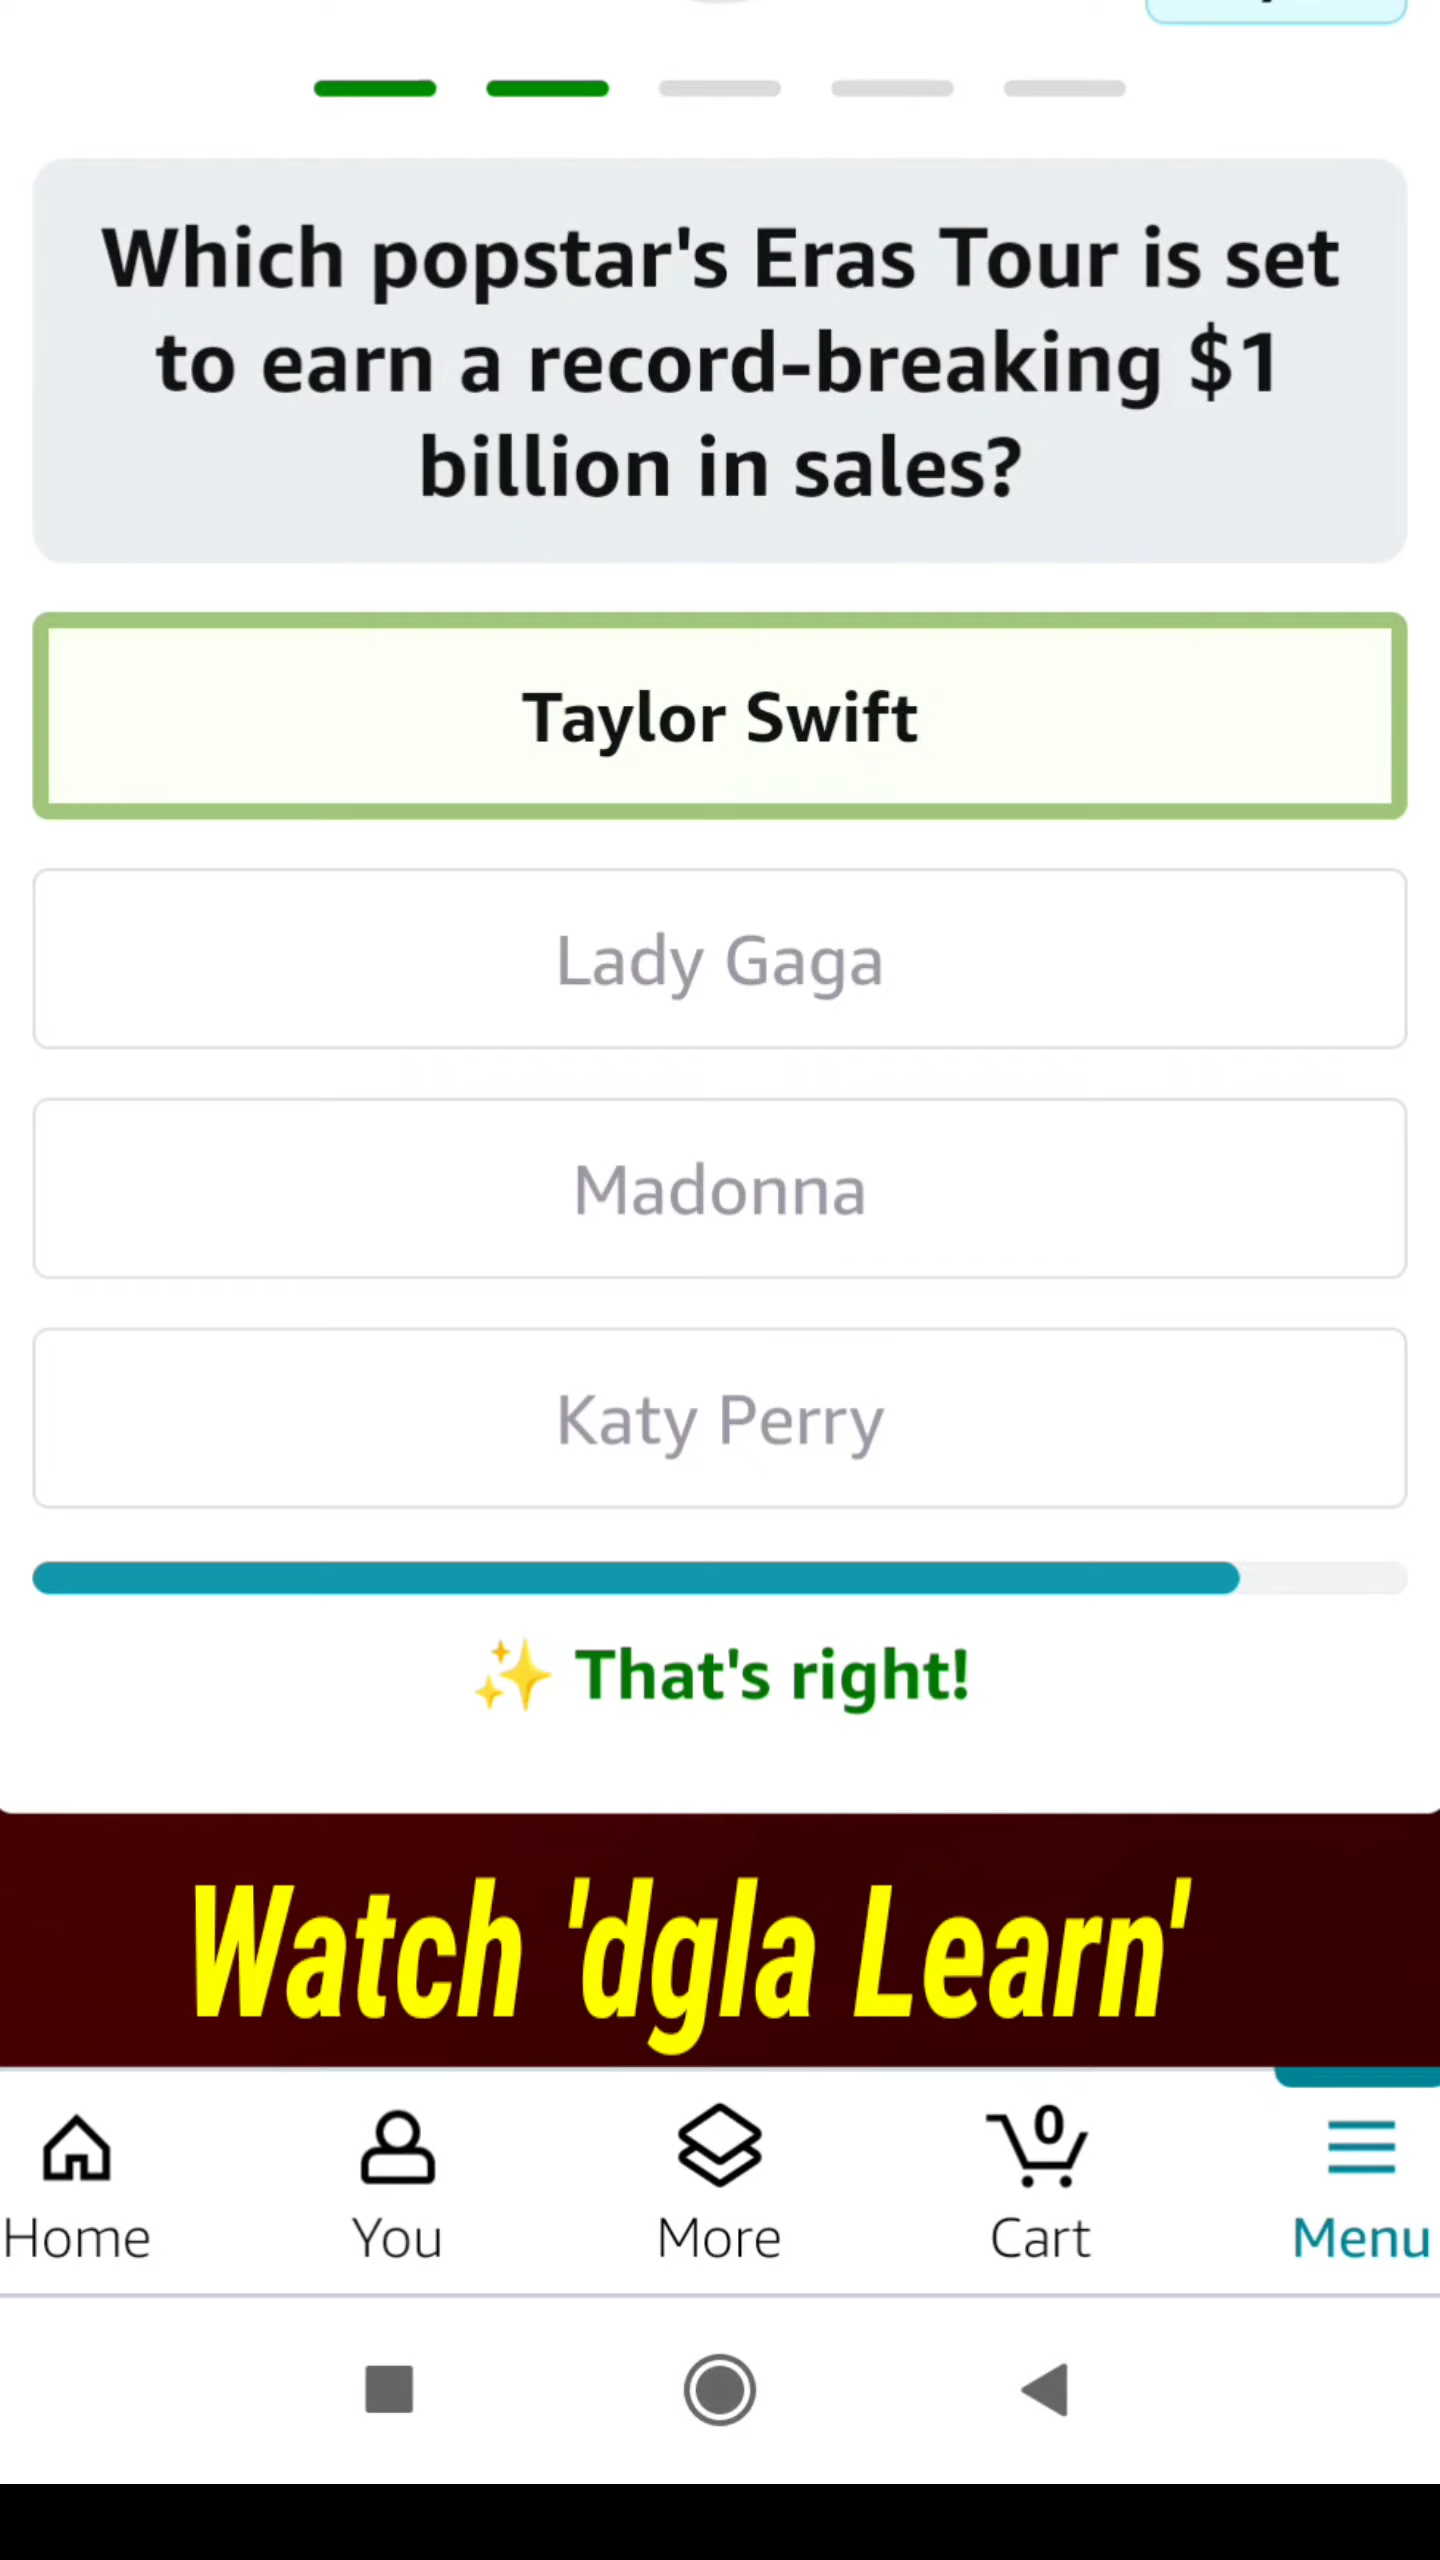 Which popstar's Eras Tour is set
to earn a record-breaking $1
billion in sales?
Taylor Swift
Lady Gaga
Madonna
Katy Perry
✨ That's right!
Watch 'dgla Learn'
0
Home You More Cart Menu